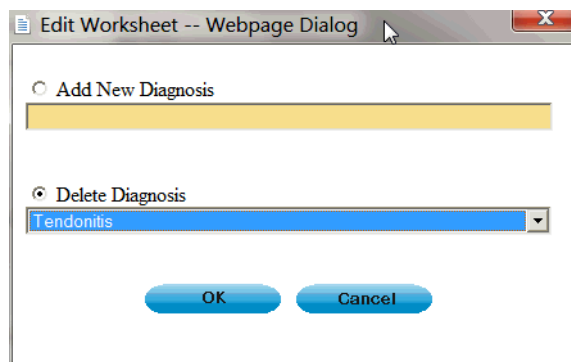 Edit Worksheet -- Webpage Dialog
Add New Diagnosis
Delete Diagnosis
Tendonitis
OK Cancel